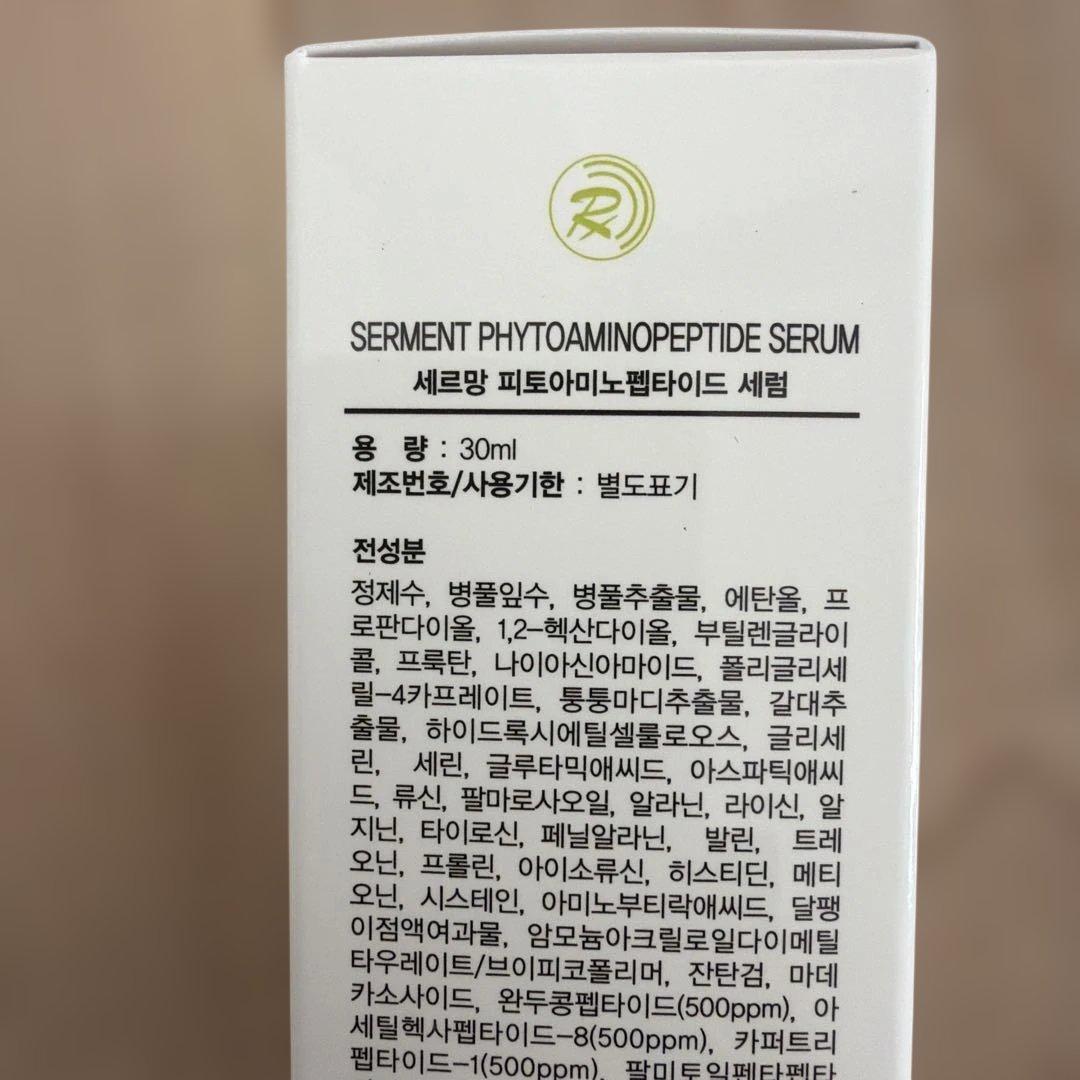 Rx
SERMENT PHYTOAMINOPEPTIDE SERUM
세르망 피토아미노펩타이드 세럼
용 량 : 30ml
제조번호/사용기한 : 별도표기
전성분
정제수, 병풀잎수, 병풀추출물, 에탄올, 프
로판다이올, 1,2-헥산다이올, 부틸렌글라이
콜, 프룩탄, 나이아신아마이드, 폴리글리세
릴-4카프레이트, 퉁퉁마디추출물, 갈대추
출물, 하이드록시에틸셀룰로오스, 글리세
린, 세린, 글루타믹애씨드, 아스파틱애씨
드, 류신, 팔마로사오일, 알라닌, 라이신, 알
지닌, 타이로신, 페닐알라닌, 발린, 트레
오닌, 프롤린, 아이소류신, 히스티딘, 메티
오닌, 시스테인, 아미노부티락애씨드, 달팽
이점액여과물, 암모늄아크릴로일다이메틸
타우레이트/브이피코폴리머, 잔탄검, 마데
카소사이드, 완두콩펩타이드(500ppm), 아
세틸헥사펩타이드-8(500ppm), 카퍼트리
펩타이드-1(500ppm), 팔미토일펜타펩타